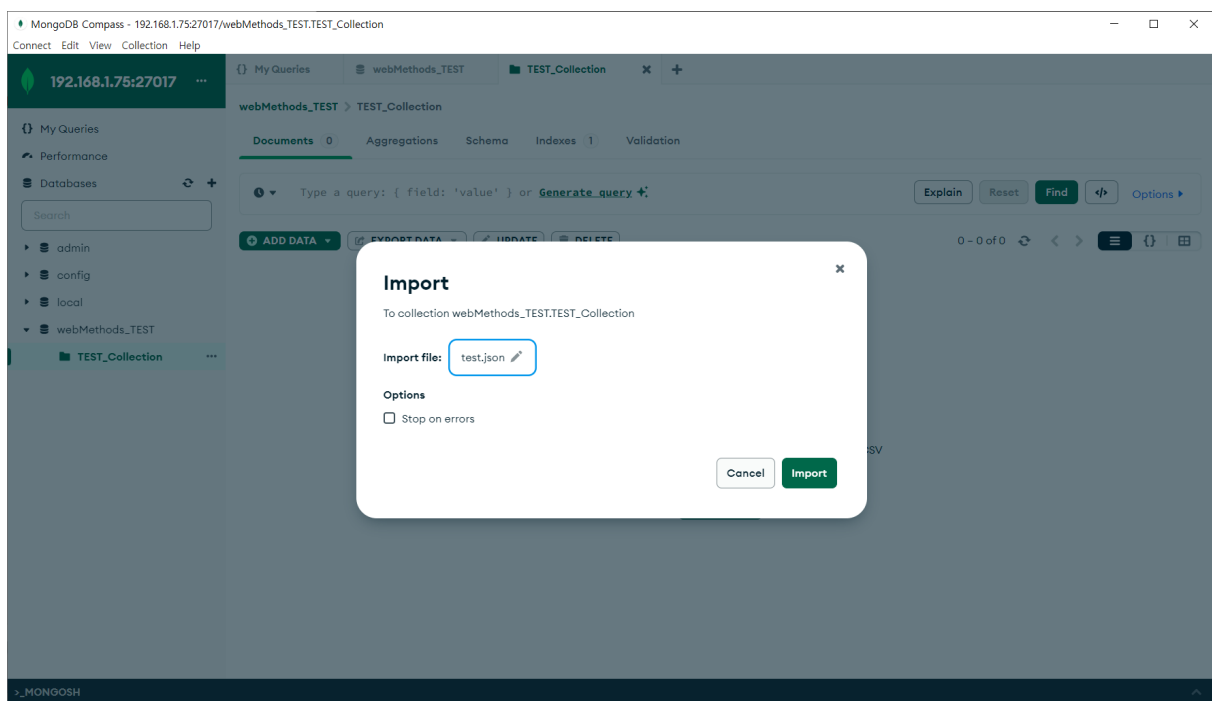 MongoDB Compass - 192.168.1.75:27017/webMethods_TEST.TEST_Collection
Connect Edit View Collection Help
192.168.1.75:27017 ...
{} My Queries
Performance
Databases
Search
admin
config
local
webMethods_TEST
TEST_Collection ...
{} My Queries webMethods_TEST TEST_Collection
webMethods_TEST > TEST_Collection
Documents 0 Aggregations Schema Indexes 1 Validation
Type a query: { field: 'value' } or Generate query
Explain Reset Find </> Options
ADD DATA EXPORT DATA UPDATE DELETE
0 – 0 of 0 < > {}
Import
To collection webMethods_TEST.TEST_Collection
Import file: test.json
Options
Stop on errors
Cancel Import
CSV
>_MONGOSH